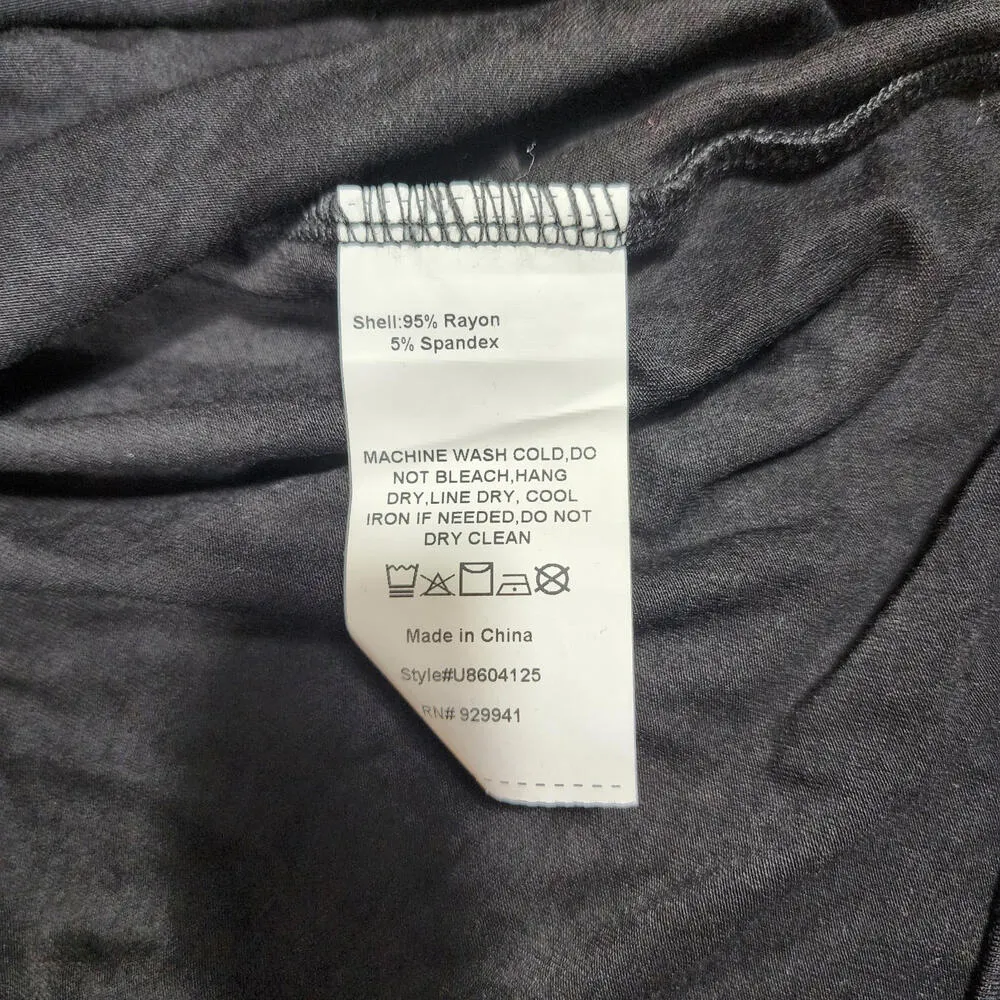 Shell:95% Rayon
5% Spandex
MACHINE WASH COLD,DO
NOT BLEACH,HANG
DRY,LINE DRY, COOL
IRON IF NEEDED,DO NOT
DRY CLEAN
Made in China
Style#U8604125
RN# 929941